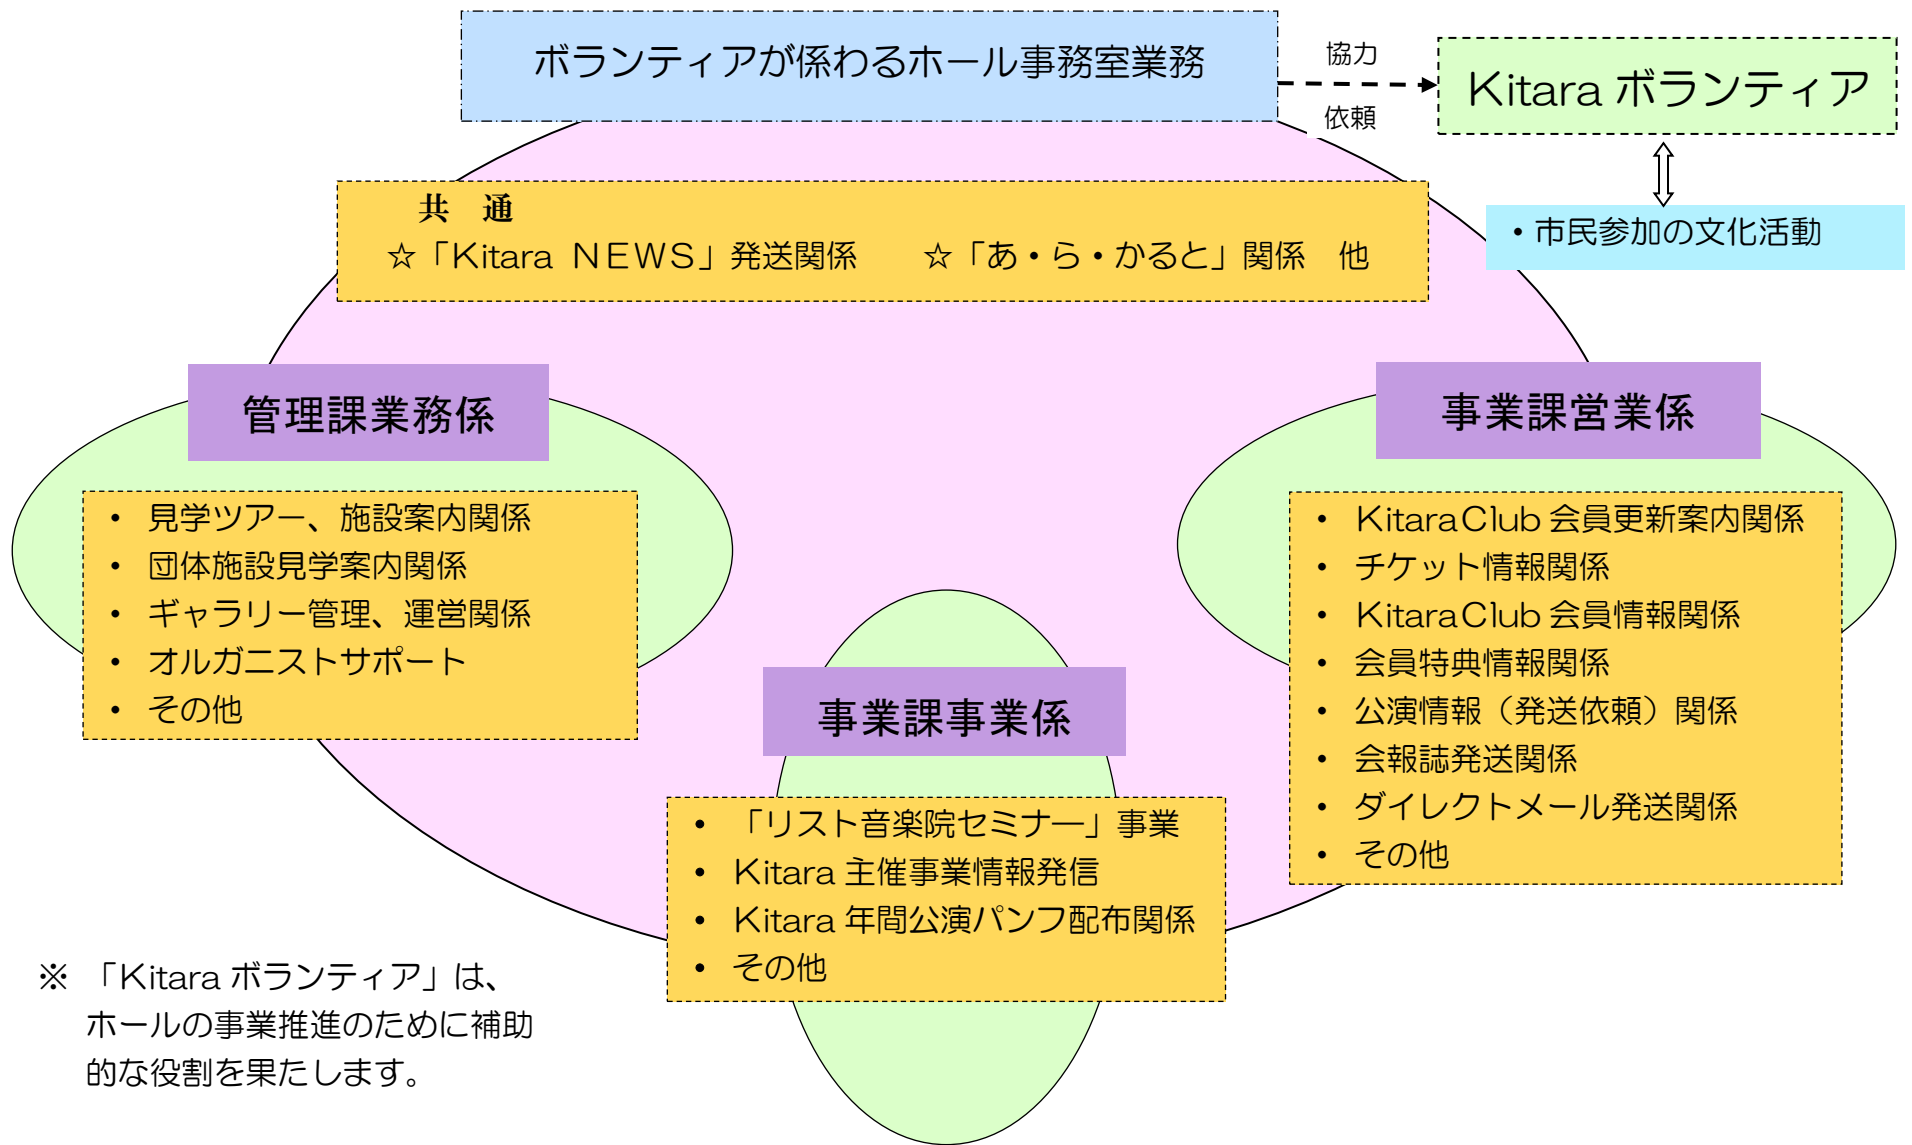 ボランティアが係わるホール事務室業務
協力
依頼
Kitara ボランティア
・市民参加の文化活動
共　通
☆「Kitara NEWS」発送関係　　☆「あ・ら・かると」関係　他
管理課業務係
・ 見学ツアー、施設案内関係
・ 団体施設見学案内関係
・ ギャラリー管理、運営関係
・ オルガニストサポート
・ その他
事業課営業係
・ KitaraClub 会員更新案内関係
・ チケット情報関係
・ KitaraClub 会員情報関係
・ 会員特典情報関係
・ 公演情報（発送依頼）関係
・ 会報誌発送関係
・ ダイレクトメール発送関係
・ その他
事業課事業係
・ 「リスト音楽院セミナー」事業
・ Kitara 主催事業情報発信
・ Kitara 年間公演パンフ配布関係
・ その他
※ 「Kitara ボランティア」は、
ホールの事業推進のために補助
的な役割を果たします。